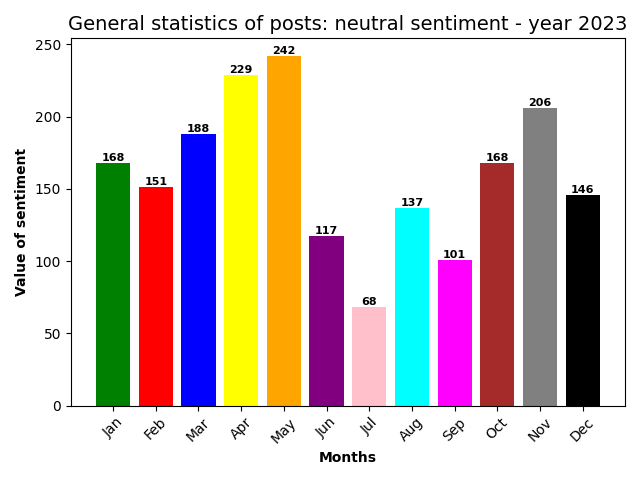 General statistics of posts: neutral sentiment - year 2023
Value of sentiment
250
200
150
100
50
0
168
151
188
229
242
117
68
137
101
168
206
146
Jan
Feb
Mar
Apr
May
Jun
Jul
Aug
Sep
Oct
Nov
Dec
Months